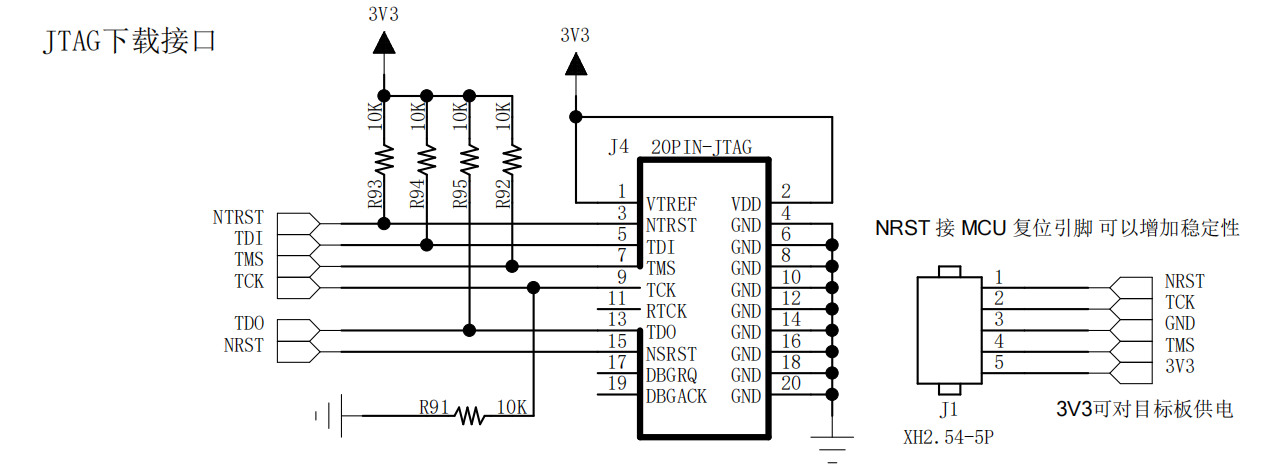 JTAG下载接口
3V3
3V3
10K
10K
10K
10K
R93
R94
R95
R92
J4 20PIN-JTAG
1 VTREF VDD 2
NTRST 3 NTRST GND 4
TDI 5 TDI GND 6
TMS 7 TMS GND 8
TCK 9 TCK GND 10
11 RTCK GND 12
TDO 13 TDO GND 14
NRST 15 NSRST GND 16
17 DBGRQ GND 18
19 DBGACK GND 20
R91 10K
NRST 接 MCU 复位引脚 可以增加稳定性
1 NRST
2 TCK
3 GND
4 TMS
5 3V3
J1
3V3可对目标板供电
XH2.54-5P